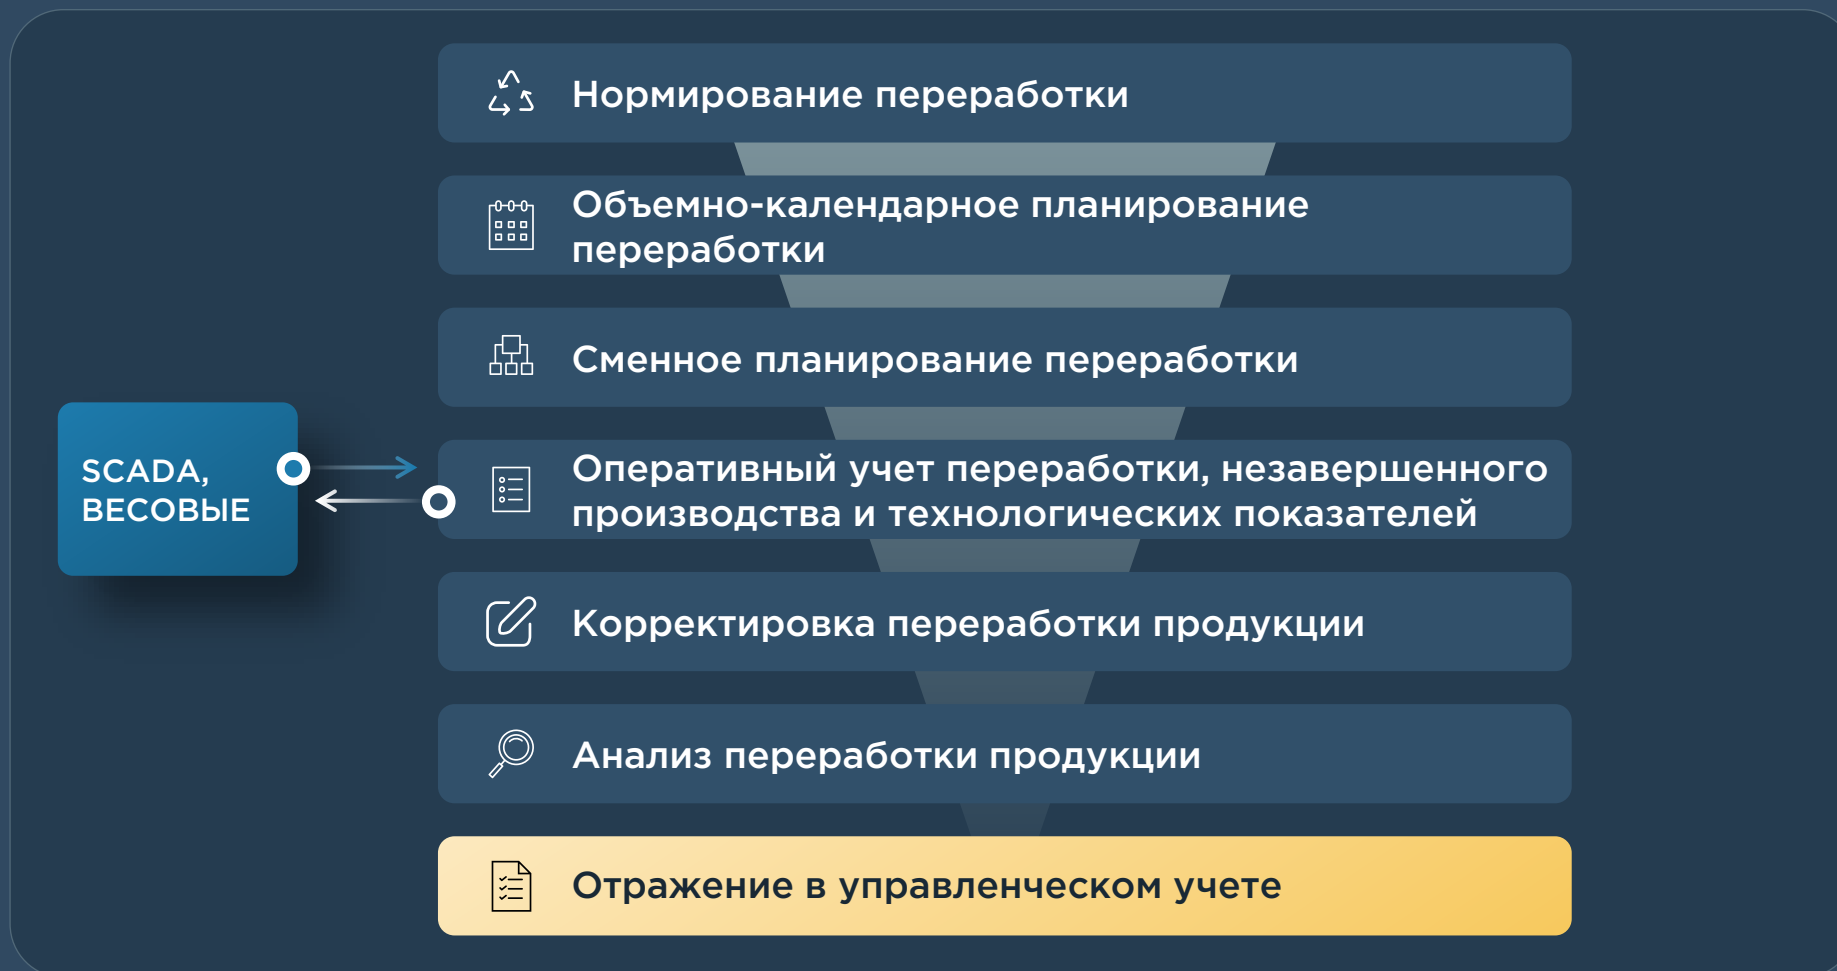 Нормирование переработки
Объемно-календарное планирование
переработки
Сменное планирование переработки
SCADA,
ВЕСОВЫЕ
Оперативный учет переработки, незавершенного
производства и технологических показателей
Корректировка переработки продукции
Анализ переработки продукции
Отражение в управленческом учете